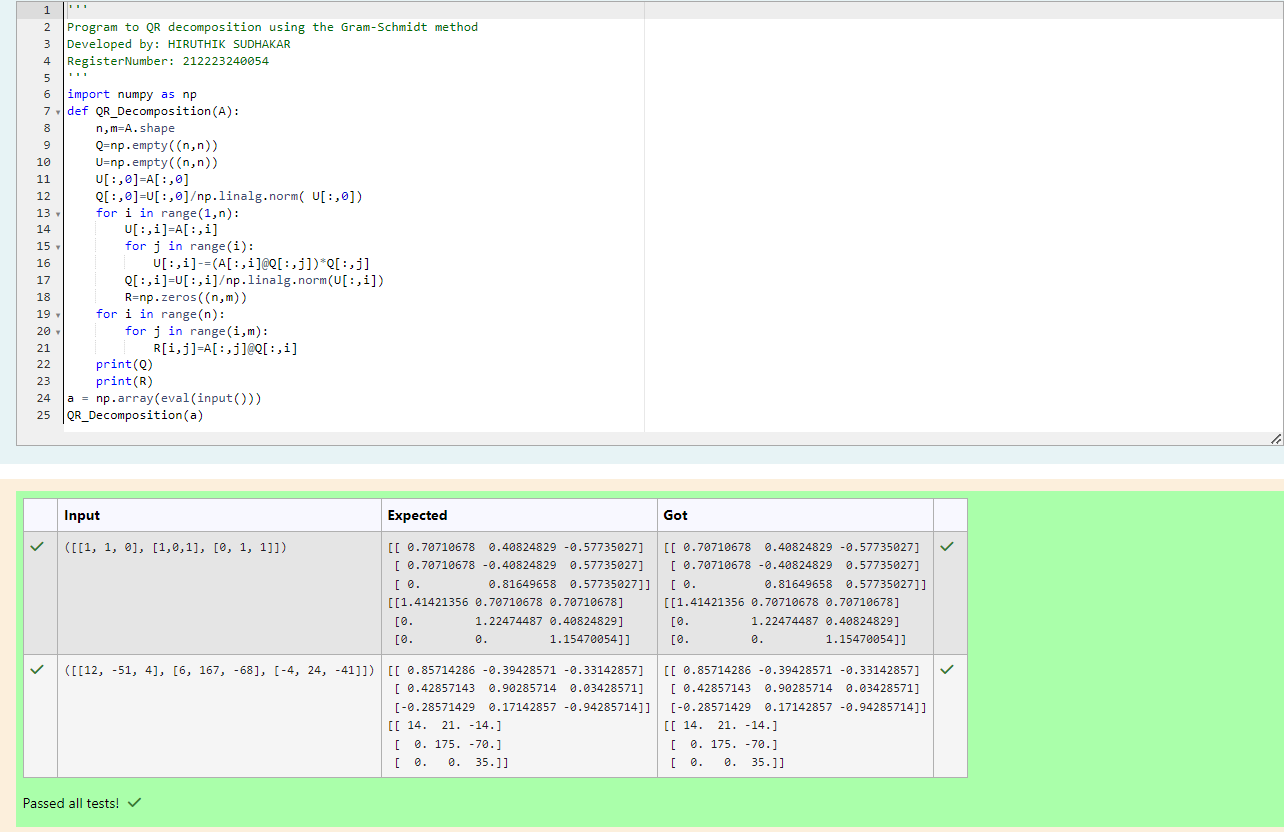 1 '''
2 Program to QR decomposition using the Gram-Schmidt method
3 Developed by: HIRUTHIK SUDHAKAR
4 RegisterNumber: 212223240054
5 '''
6 import numpy as np
7 def QR_Decomposition(A):
8     n,m=A.shape
9     Q=np.empty((n,n))
10     U=np.empty((n,n))
11     U[:,0]=A[:,0]
12     Q[:,0]=U[:,0]/np.linalg.norm( U[:,0])
13     for i in range(1,n):
14         U[:,i]=A[:,i]
15         for j in range(i):
16             U[:,i]-=(A[:,i]@Q[:,j])*Q[:,j]
17         Q[:,i]=U[:,i]/np.linalg.norm(U[:,i])
18         R=np.zeros((n,m))
19     for i in range(n):
20         for j in range(i,m):
21             R[i,j]=A[:,j]@Q[:,i]
22     print(Q)
23     print(R)
24 a = np.array(eval(input()))
25 QR_Decomposition(a)
Input Expected Got
([[1, 1, 0], [1,0,1], [0, 1, 1]]) [[ 0.70710678  0.40824829 -0.57735027] [[ 0.70710678  0.40824829 -0.57735027]
[ 0.70710678 -0.40824829  0.57735027] [ 0.70710678 -0.40824829  0.57735027]
[ 0.          0.81649658  0.57735027]] [ 0.          0.81649658  0.57735027]]
[[1.41421356 0.70710678 0.70710678] [[1.41421356 0.70710678 0.70710678]
[0.         1.22474487 0.40824829] [0.         1.22474487 0.40824829]
[0.         0.         1.15470054]] [0.         0.         1.15470054]]
([[12, -51, 4], [6, 167, -68], [-4, 24, -41]]) [[ 0.85714286 -0.39428571 -0.33142857] [[ 0.85714286 -0.39428571 -0.33142857]
[ 0.42857143  0.90285714  0.03428571] [ 0.42857143  0.90285714  0.03428571]
[-0.28571429  0.17142857 -0.94285714]] [-0.28571429  0.17142857 -0.94285714]]
[[ 14.  21. -14.] [[ 14.  21. -14.]
[  0. 175. -70.] [  0. 175. -70.]
[  0.   0.  35.]] [  0.   0.  35.]]
Passed all tests!